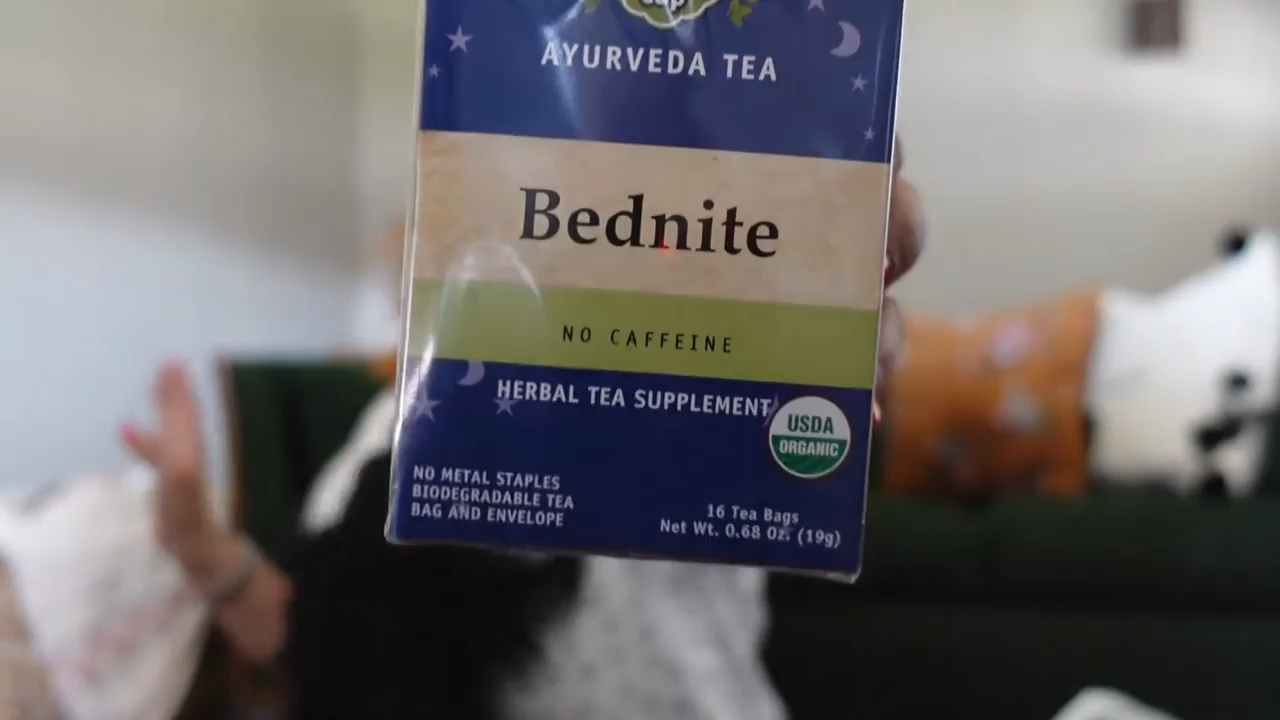 cup
AYURVEDA TEA
Bednite
NO CAFFEINE
HERBAL TEA SUPPLEMENT
USDA
ORGANIC
NO METAL STAPLES
BIODEGRADABLE TEA
BAG AND ENVELOPE
16 Tea Bags
Net Wt. 0.68 Oz. (19g)